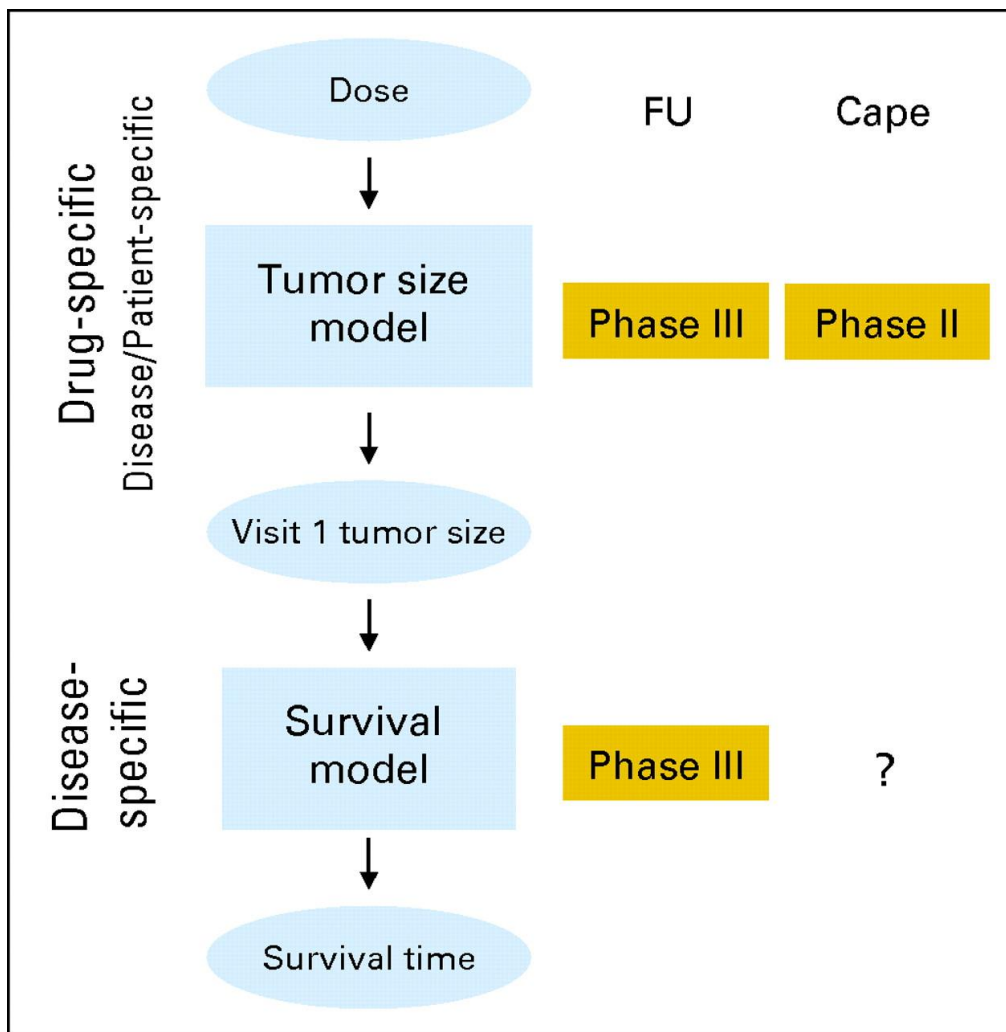 Dose
FU
Cape
Drug-specific
Disease/Patient-specific
Tumor size
model
Phase III
Phase II
Visit 1 tumor size
Disease-
specific
Survival
model
Phase III
?
Survival time